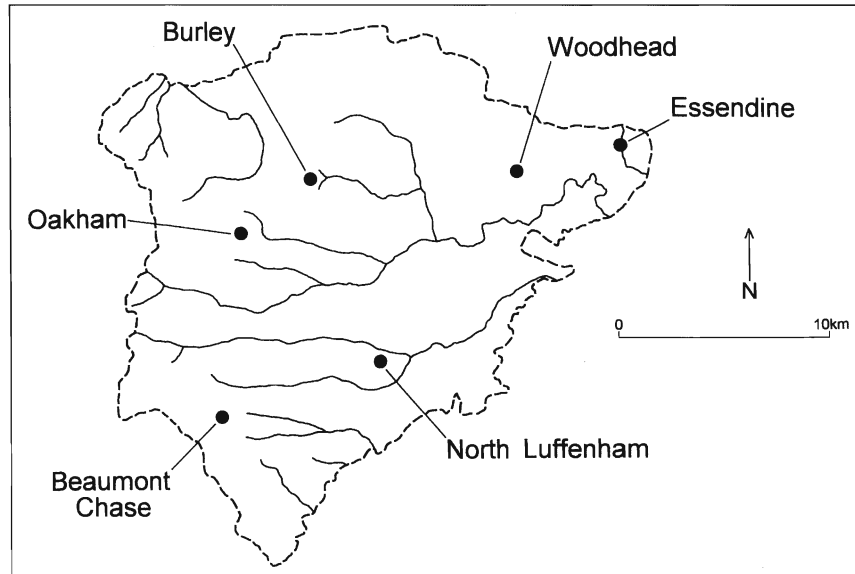 Burley
Woodhead
Essendine
Oakham
N
0 10km
North Luffenham
Beaumont
Chase